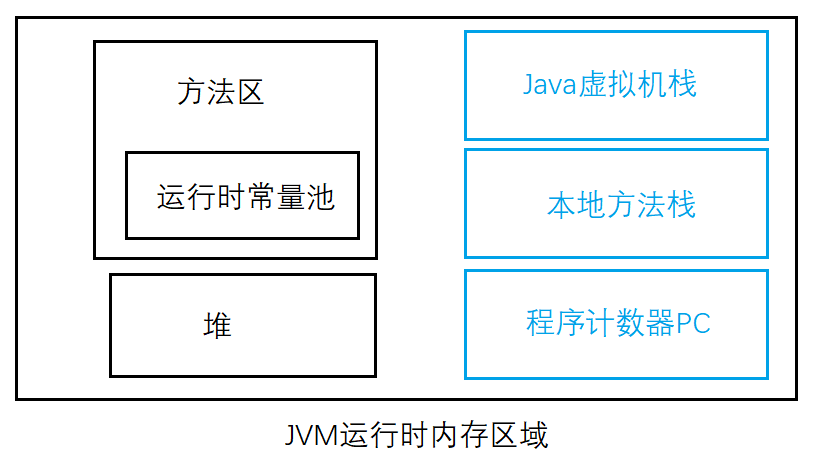 方法区
运行时常量池
堆
Java虚拟机栈
本地方法栈
程序计数器PC
JVM运行时内存区域